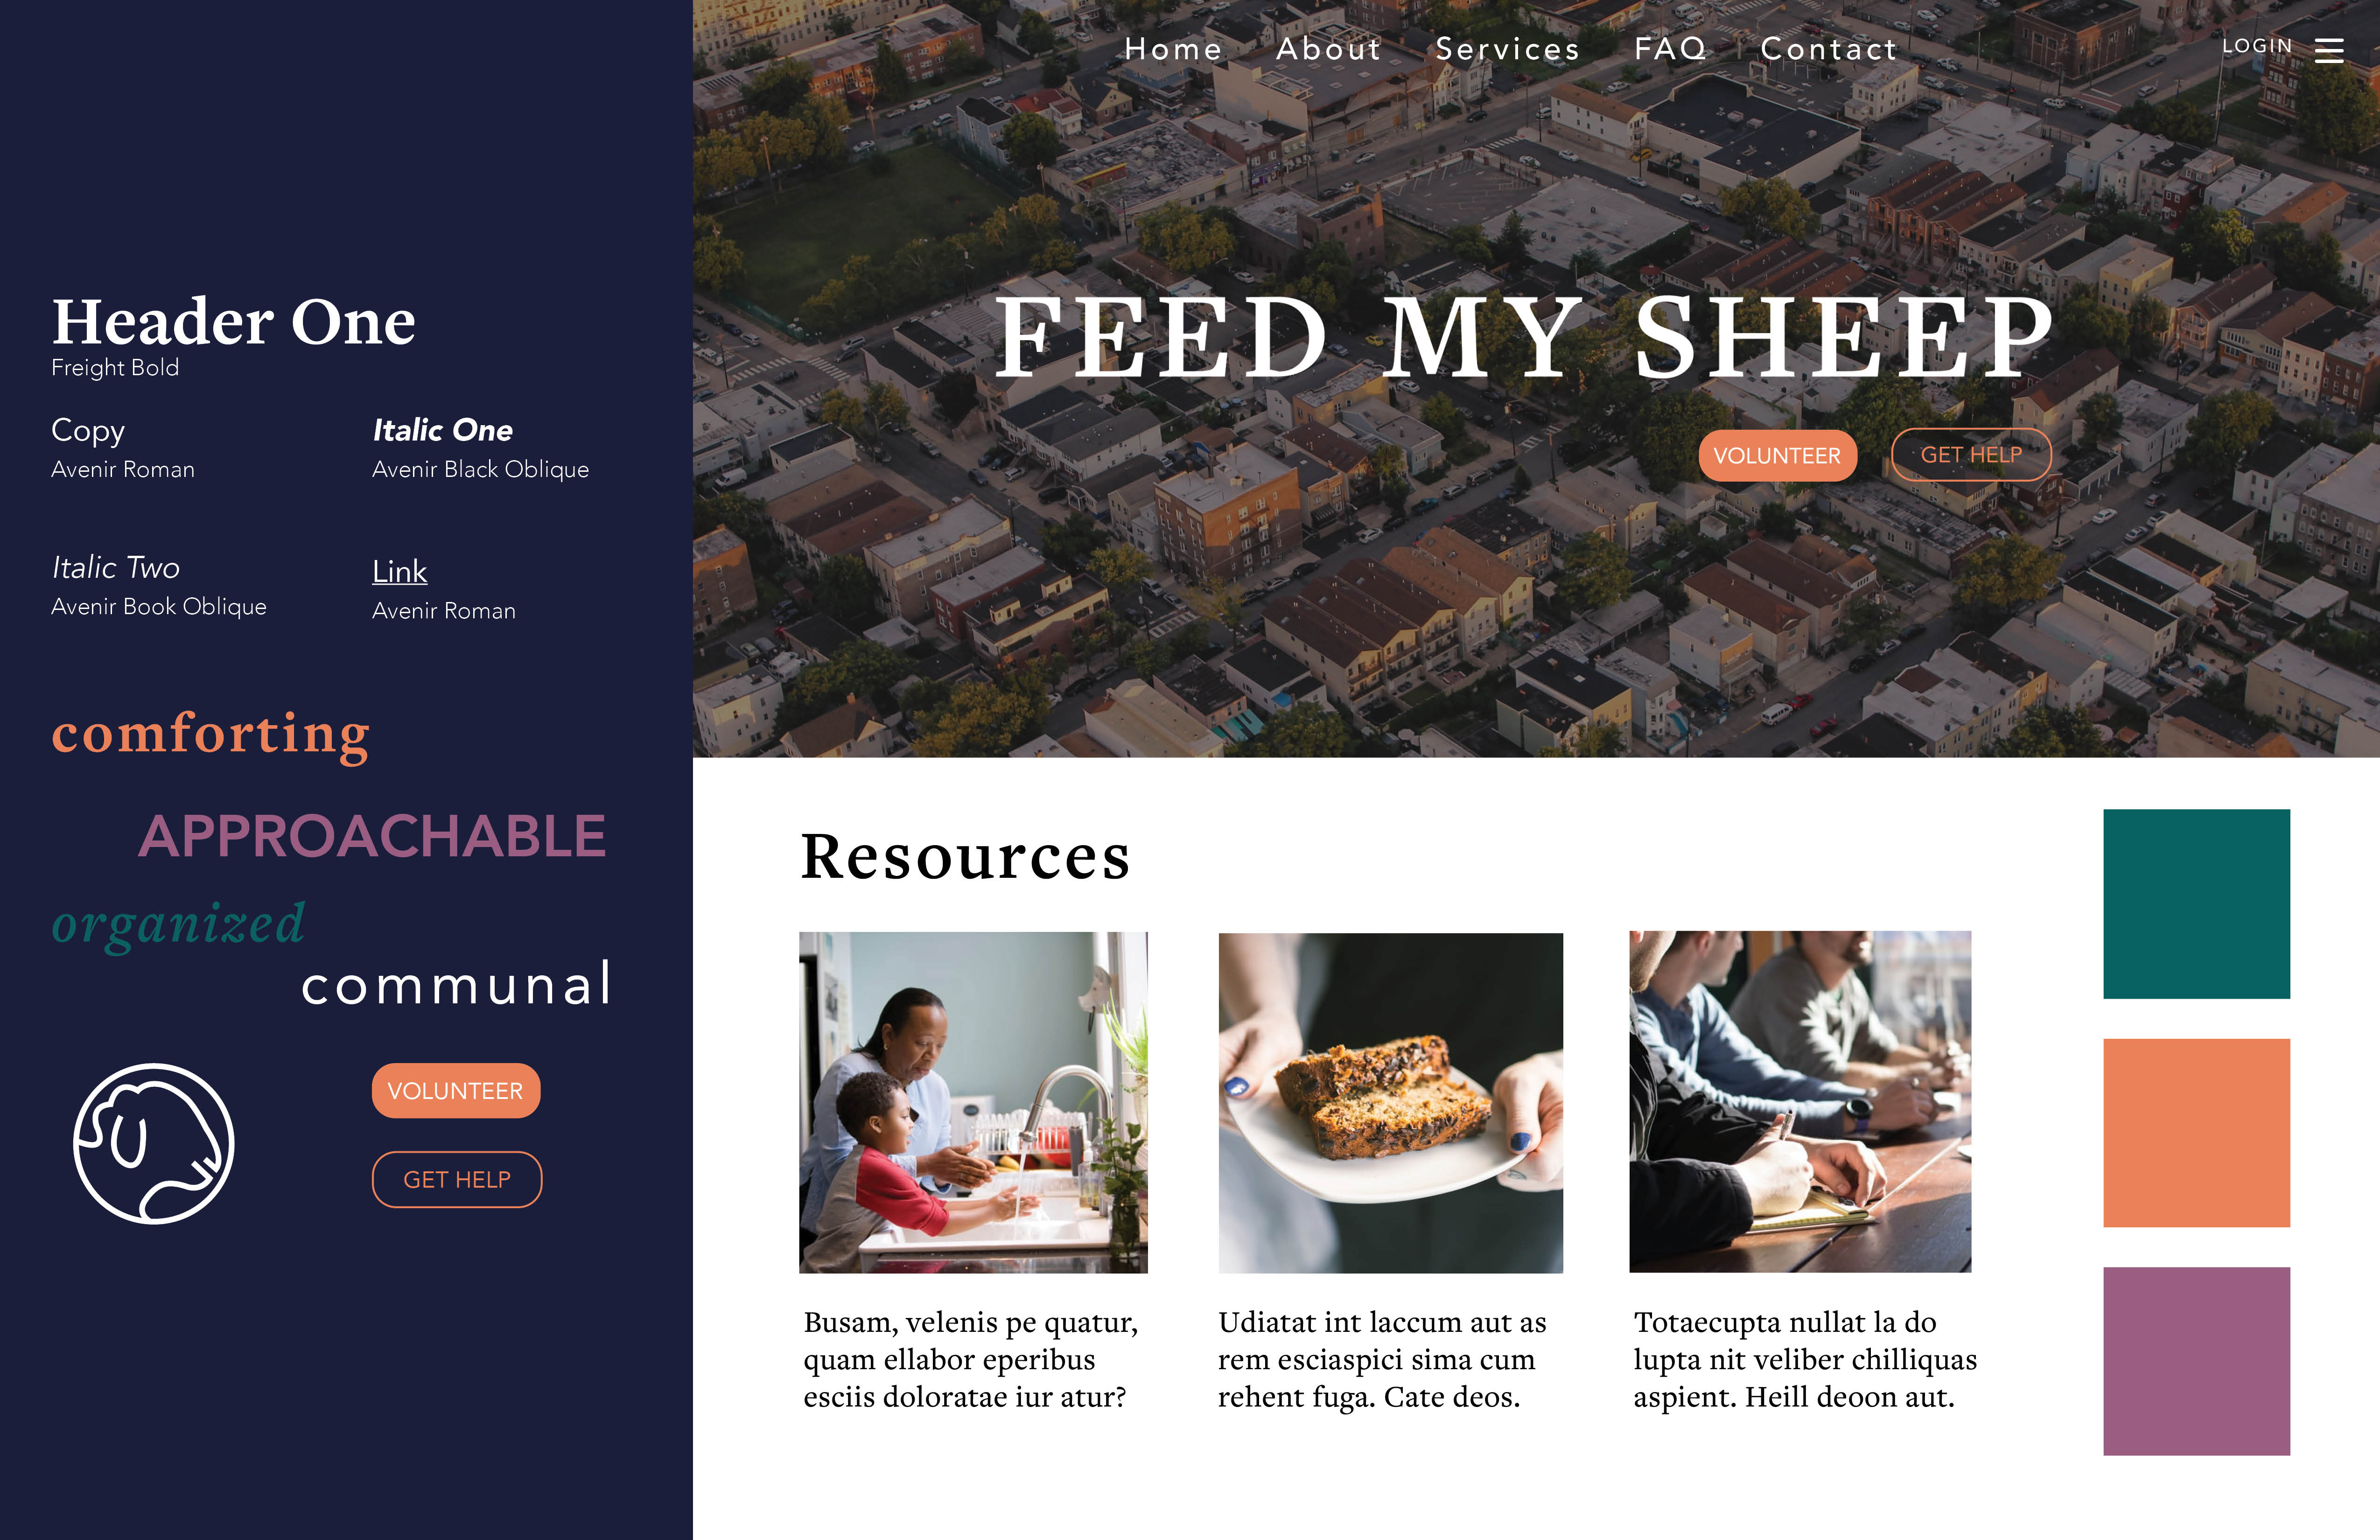 Header One
Freight Bold
Copy
Avenir Roman
Italic One
Avenir Black Oblique
Italic Two
Avenir Book Oblique
Link
Avenir Roman
comforting
APPROACHABLE
organized
communal
VOLUNTEER
GET HELP
Home About Services FAQ Contact
LOGIN
FEED MY SHEEP
VOLUNTEER
GET HELP
Resources
Busam, velenis pe quatur,
quam ellabor eperibus
esciis doloratae iur atur?
Udiatat int laccum aut as
rem esciaspici sima cum
rehent fuga. Cate deos.
Totaecupta nullat la do
lupta nit veliber chilliquas
aspient. Heill deoon aut.